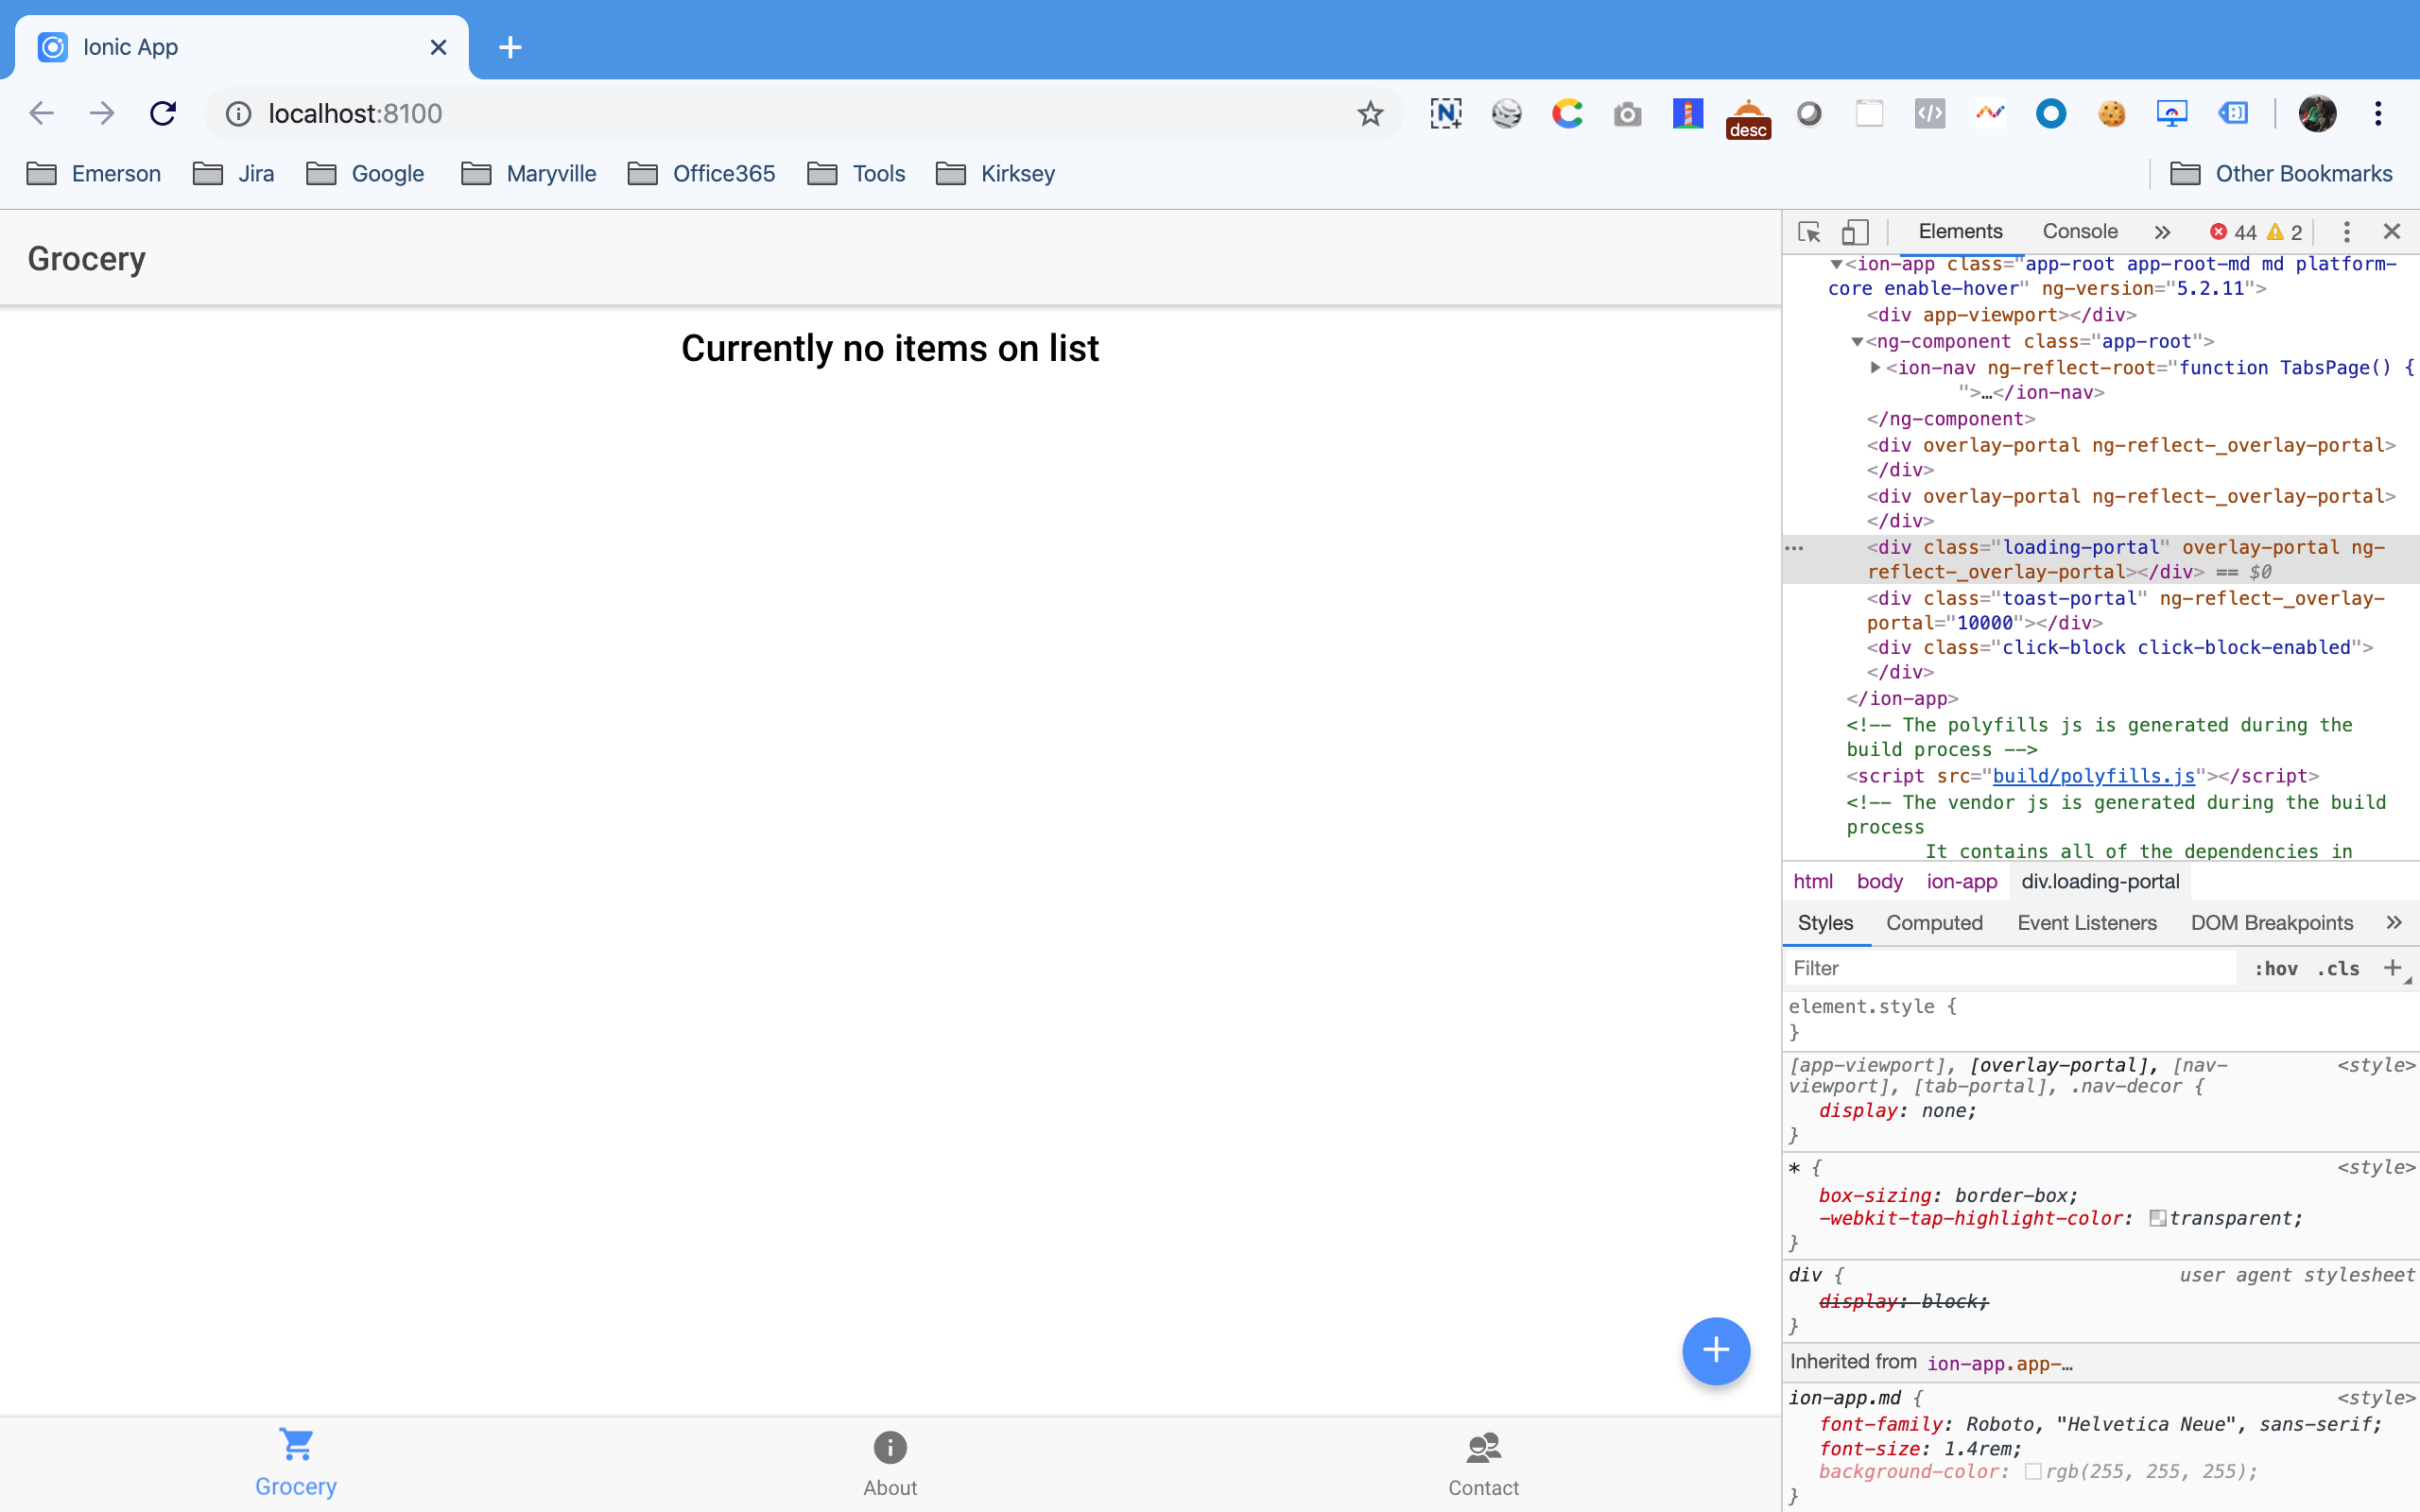 Ionic App
localhost:8100
desc
Emerson Jira Google Maryville Office365 Tools Kirksey Other Bookmarks
Grocery
Currently no items on list
Grocery
About
Contact
Elements Console » 44 2
▼<ion-app class="app-root app-root-md md platform-
core enable-hover" ng-version="5.2.11">
<div app-viewport></div>
▼<ng-component class="app-root">
▶<ion-nav ng-reflect-root="function TabsPage() {
">…</ion-nav>
</ng-component>
<div overlay-portal ng-reflect-_overlay-portal>
</div>
<div overlay-portal ng-reflect-_overlay-portal>
</div>
<div class="loading-portal" overlay-portal ng-
reflect-_overlay-portal></div> == $0
<div class="toast-portal" ng-reflect-_overlay-
portal="10000"></div>
<div class="click-block click-block-enabled">
</div>
</ion-app>
<!-- The polyfills js is generated during the
build process -->
<script src="build/polyfills.js"></script>
<!-- The vendor js is generated during the build
process
It contains all of the dependencies in
html body ion-app div.loading-portal
Styles Computed Event Listeners DOM Breakpoints »
Filter :hov .cls +
element.style {
}
[app-viewport], [overlay-portal], [nav- <style>
viewport], [tab-portal], .nav-decor {
display: none;
}
* { <style>
box-sizing: border-box;
-webkit-tap-highlight-color: transparent;
}
div { user agent stylesheet
display: block;
}
Inherited from ion-app.app-…
ion-app.md { <style>
font-family: Roboto, "Helvetica Neue", sans-serif;
font-size: 1.4rem;
background-color: rgb(255, 255, 255);
}